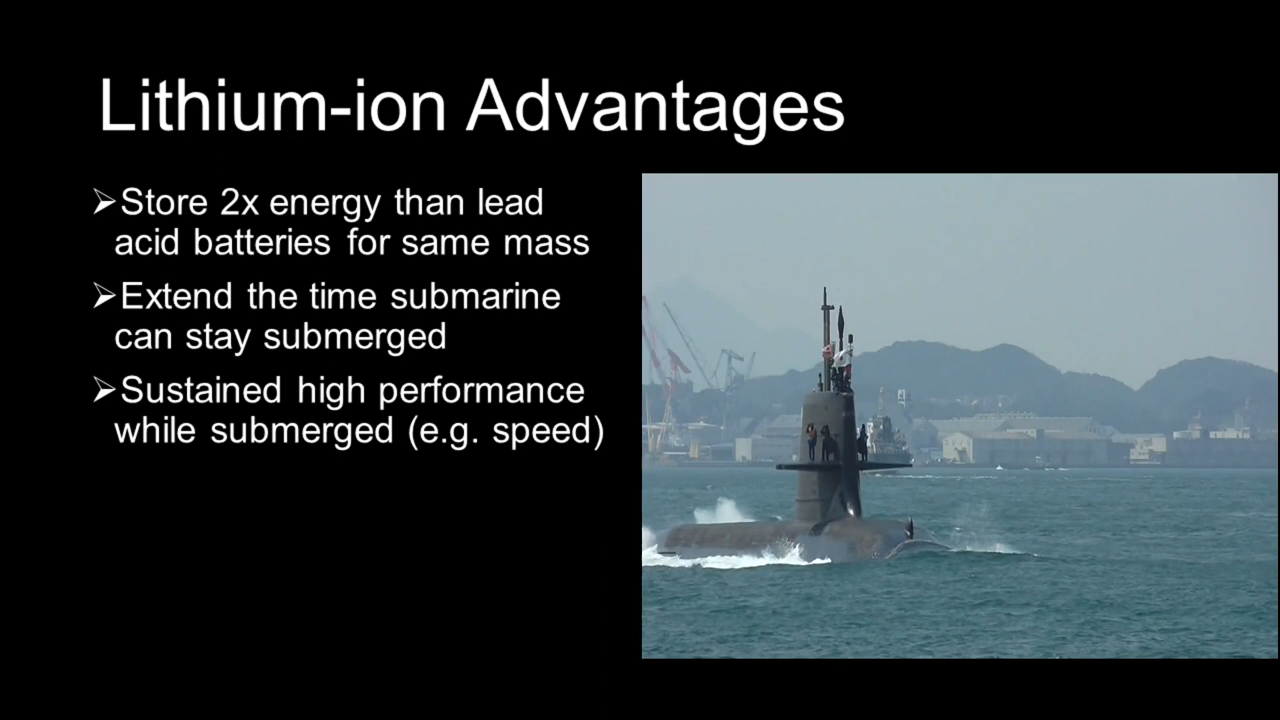 Lithium-ion Advantages
➢Store 2x energy than lead
acid batteries for same mass
➢Extend the time submarine
can stay submerged
➢Sustained high performance
while submerged (e.g. speed)